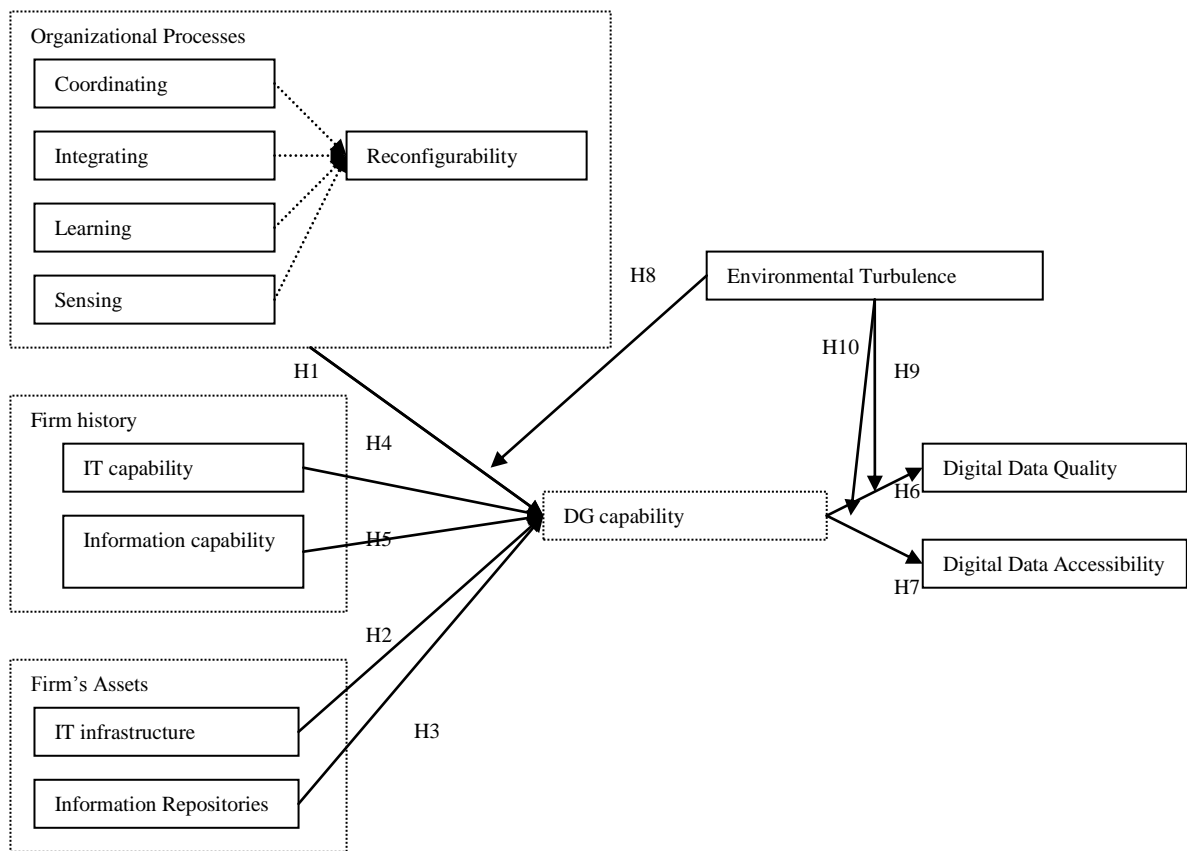 Organizational Processes
Coordinating
Integrating
Reconfigurability
Learning
Sensing
H8
Environmental Turbulence
H10
H9
H1
Firm history
H4
IT capability
Digital Data Quality
H6
DG capability
Information capability
H5
Digital Data Accessibility
H7
H2
Firm’s Assets
IT infrastructure
H3
Information Repositories